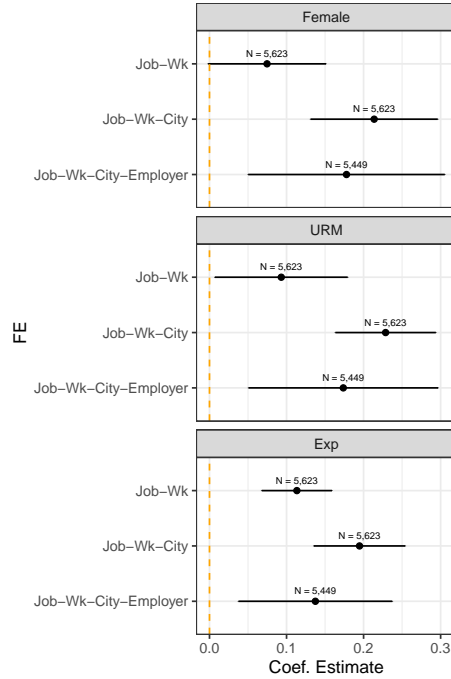 Female
N = 5,623
Job-Wk
N = 5,623
Job-Wk-City
N = 5,449
Job-Wk-City-Employer
URM
N = 5,623
Job-Wk
N = 5,623
Job-Wk-City
N = 5,449
Job-Wk-City-Employer
FE
Exp
N = 5,623
Job-Wk
N = 5,623
Job-Wk-City
N = 5,449
Job-Wk-City-Employer
0.0 0.1 0.2 0.3
Coef. Estimate